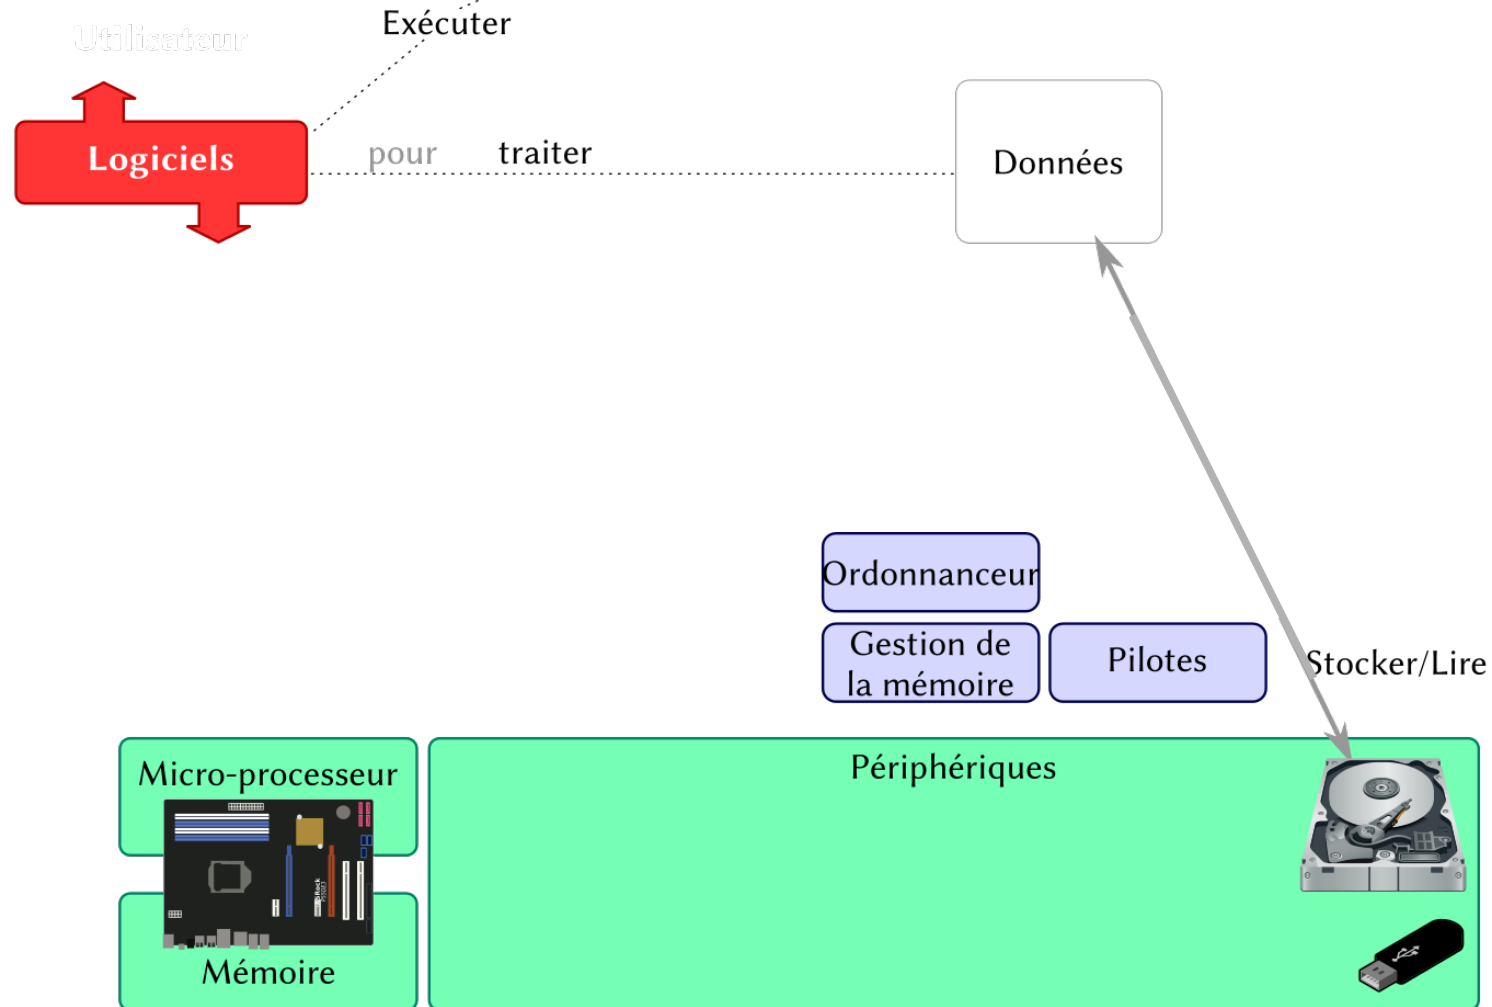 Exécuter
Utilisateur
Logiciels
pour traiter
Données
Ordonnanceur
Gestion de
la mémoire
Pilotes
Stocker/Lire
Micro-processeur
Périphériques
Mémoire